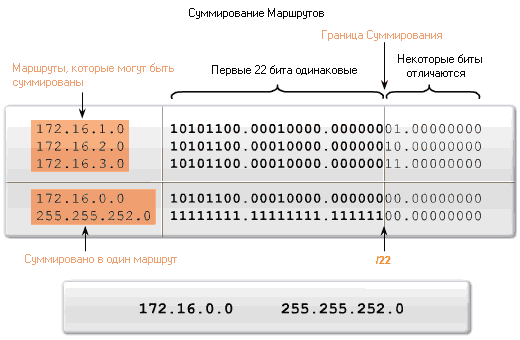 Суммирование Маршрутов
Граница Суммирования
Маршруты, которые могут быть
суммированы
Первые 22 бита одинаковые
Некоторые биты
отличаются
172.16.1.0 10101100.00010000.00000001.00000000
172.16.2.0 10101100.00010000.00000010.00000000
172.16.3.0 10101100.00010000.00000011.00000000
172.16.0.0 10101100.00010000.00000000.00000000
255.255.252.0 11111111.11111111.11111100.00000000
Суммировано в один маршрут
/22
172.16.0.0 255.255.252.0